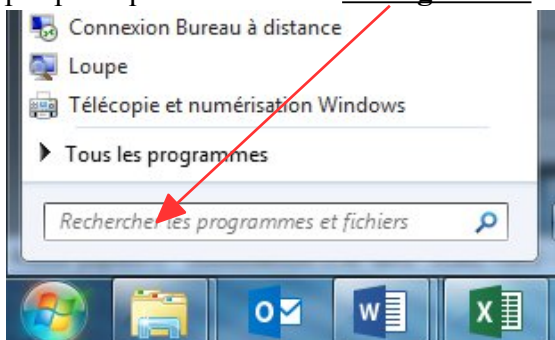 Connexion Bureau à distance
Loupe
Télécopie et numérisation Windows
Tous les programmes
Rechercher les programmes et fichiers